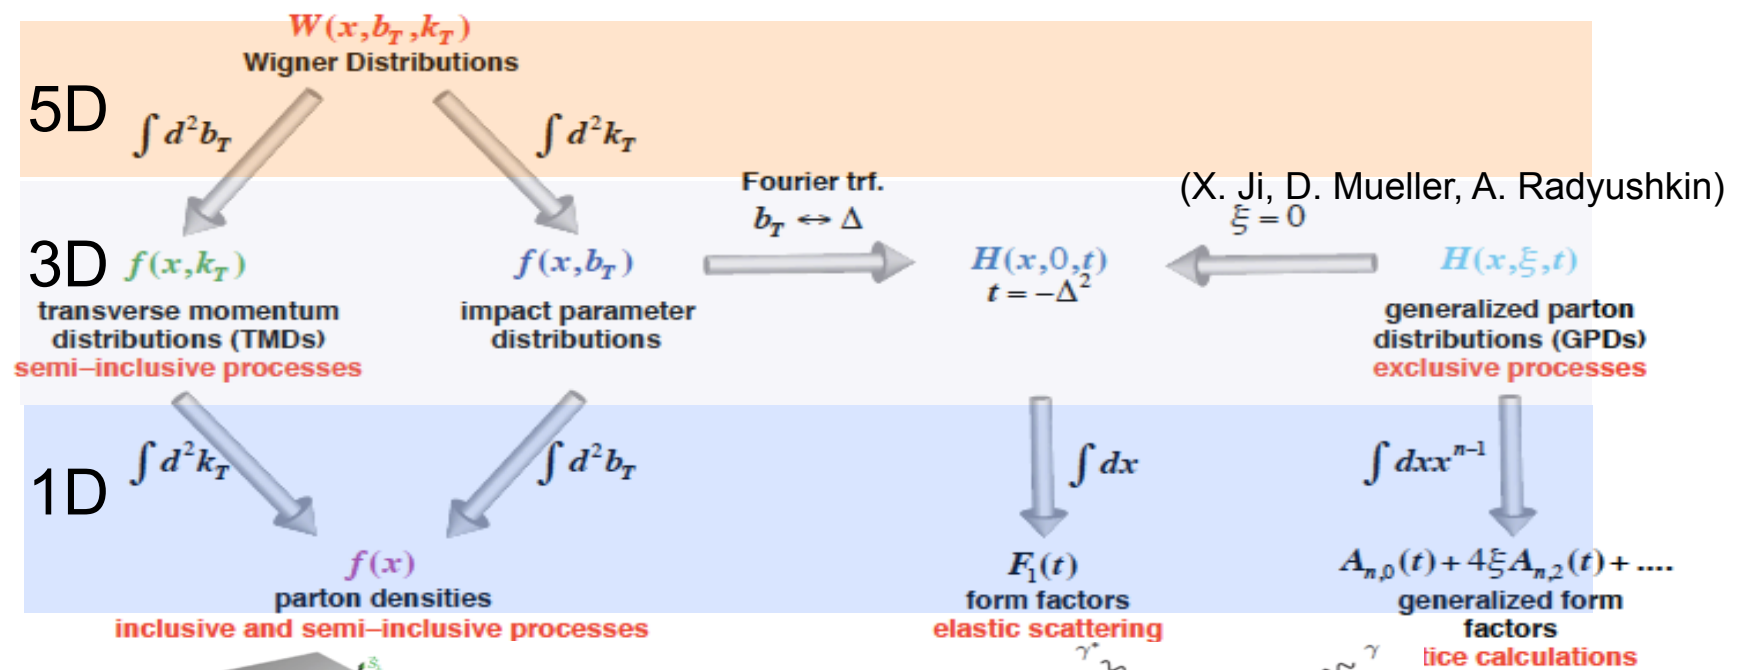 W(x,b_T,k_T)
Wigner Distributions
5D
∫d²b_T
∫d²k_T
Fourier trf.
b_T ↔ Δ
(X. Ji, D. Mueller, A. Radyushkin)
ξ = 0
3D
f(x,k_T)
f(x,b_T)
H(x,0,t)
t = −Δ²
H(x,ξ,t)
transverse momentum
distributions (TMDs)
semi–inclusive processes
impact parameter
distributions
generalized parton
distributions (GPDs)
exclusive processes
1D
∫d²k_T
∫d²b_T
∫dx
∫dxx^{n–1}
f(x)
parton densities
inclusive and semi–inclusive processes
F₁(t)
form factors
elastic scattering
A_{n,0}(t) + 4ξA_{n,2}(t) + ....
generalized form
factors
tice calculations
γ*
γ